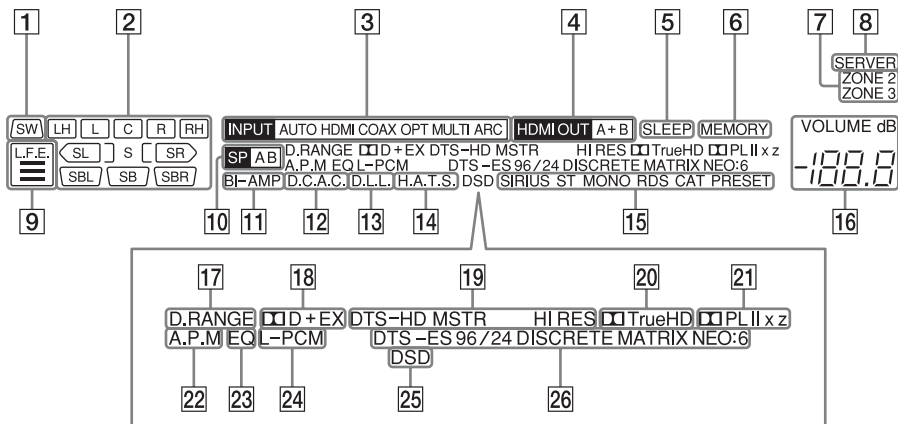 1 2 3 4 5 6 7 8
SERVER
ZONE 2
ZONE 3
SW LH L C R RH INPUT AUTO HDMI COAX OPT MULTI ARC HDMI OUT A+B SLEEP MEMORY VOLUME dB
L.F.E. SL S SR SP AB D.RANGE DD D+EX DTS-HD MSTR HI RES DD TrueHD DD PLII x z
A.P.M EQ L-PCM DTS-ES 96/24 DISCRETE MATRIX NEO:6
SBL SB SBR BI-AMP D.C.A.C. D.L.L. H.A.T.S. DSD SIRIUS ST MONO RDS CAT PRESET -188.8
9 10 11 12 13 14 15 16
17 18 19 20 21
D.RANGE DD D+EX DTS-HD MSTR HI RES DD TrueHD DD PLII x z
A.P.M EQ L-PCM DTS-ES 96/24 DISCRETE MATRIX NEO:6
DSD
22 23 24 25 26